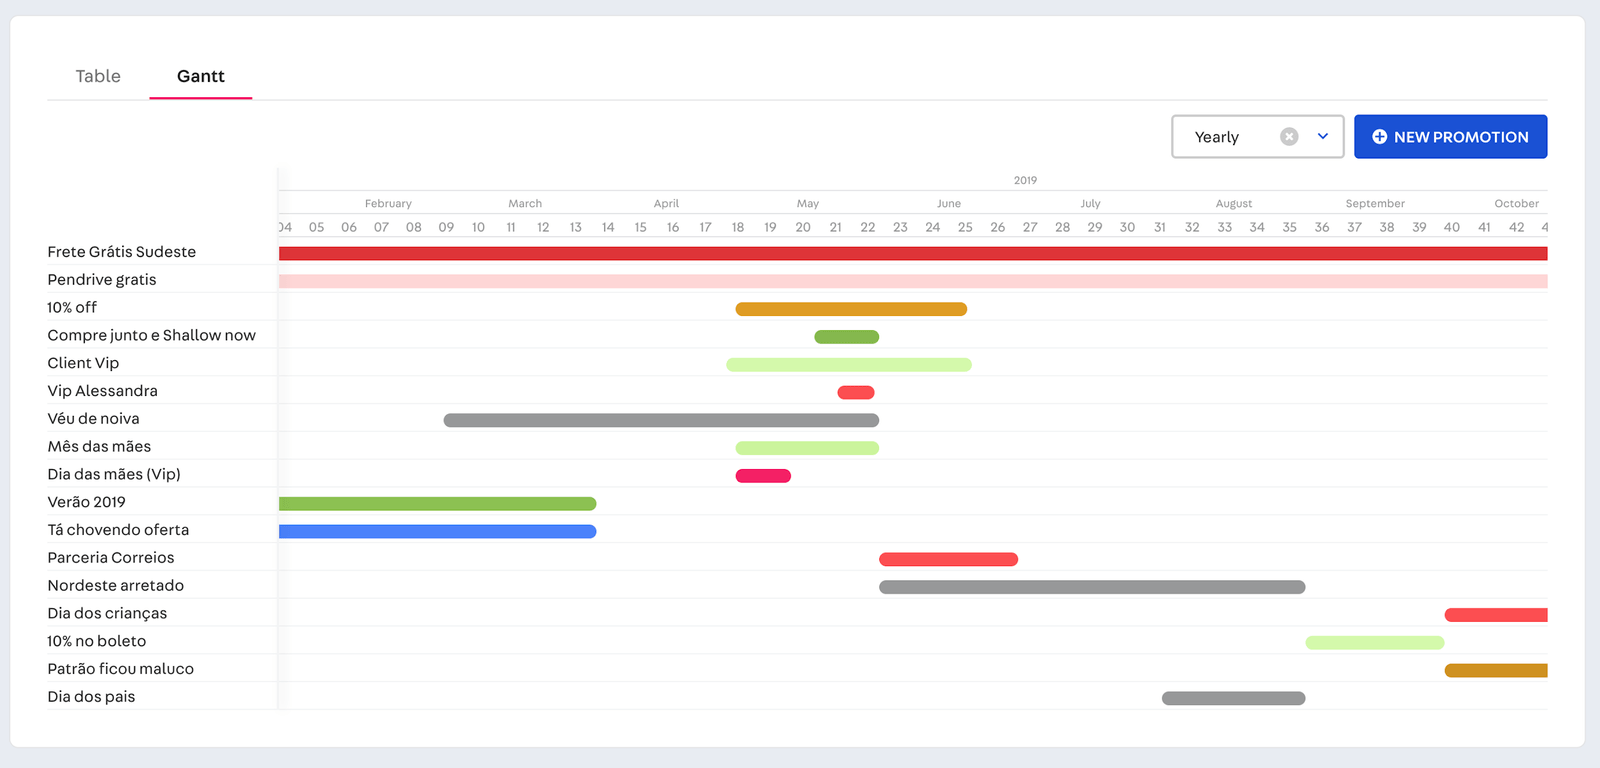 Table Gantt
Yearly NEW PROMOTION
2019
February March April May June July August September October
04 05 06 07 08 09 10 11 12 13 14 15 16 17 18 19 20 21 22 23 24 25 26 27 28 29 30 31 32 33 34 35 36 37 38 39 40 41 42
Frete Grátis Sudeste
Pendrive gratis
10% off
Compre junto e Shallow now
Client Vip
Vip Alessandra
Véu de noiva
Mês das mães
Dia das mães (Vip)
Verão 2019
Tá chovendo oferta
Parceria Correios
Nordeste arretado
Dia dos crianças
10% no boleto
Patrão ficou maluco
Dia dos pais